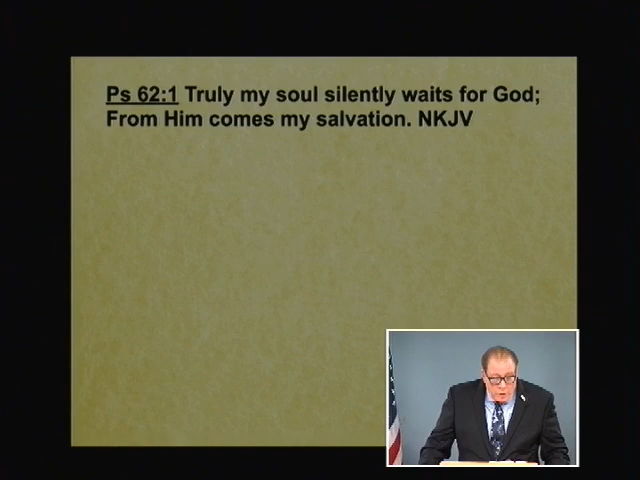 Ps 62:1 Truly my soul silently waits for God;
From Him comes my salvation. NKJV